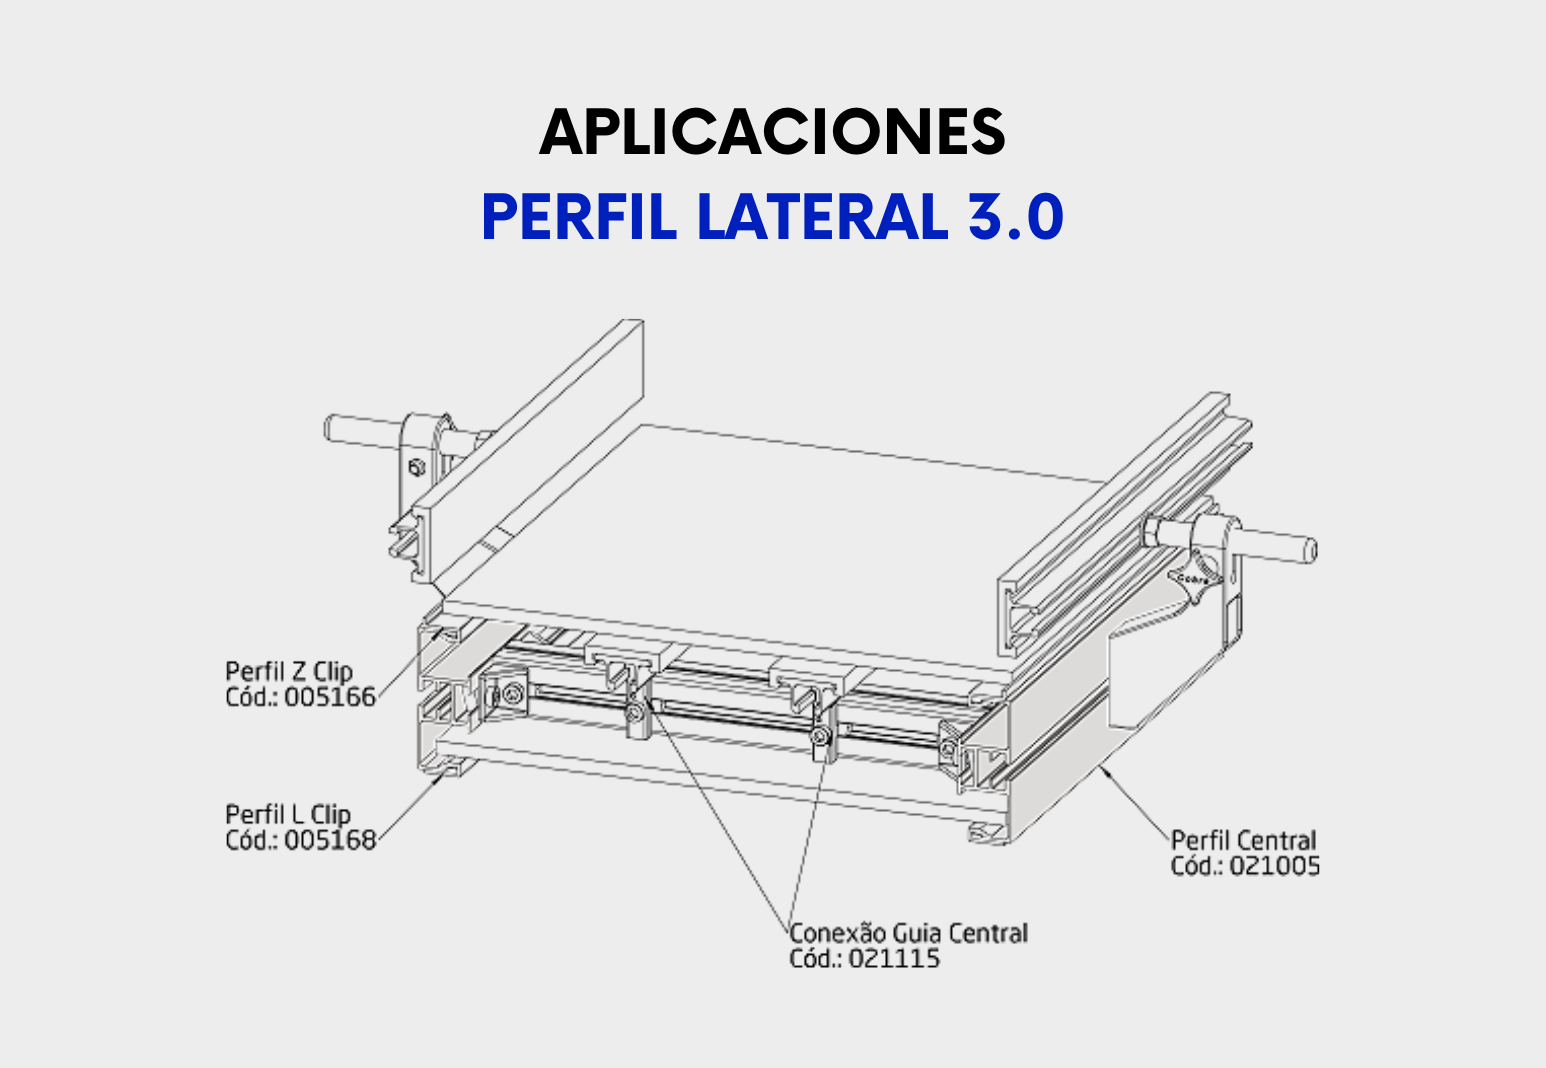 APLICACIONES
PERFIL LATERAL 3.0
Cobra
Perfil Z Clip
Cód.: 005166
Perfil L Clip
Cód.: 005168
Perfil Central
Cód.: 021005
Conexão Guia Central
Cód.: 021115